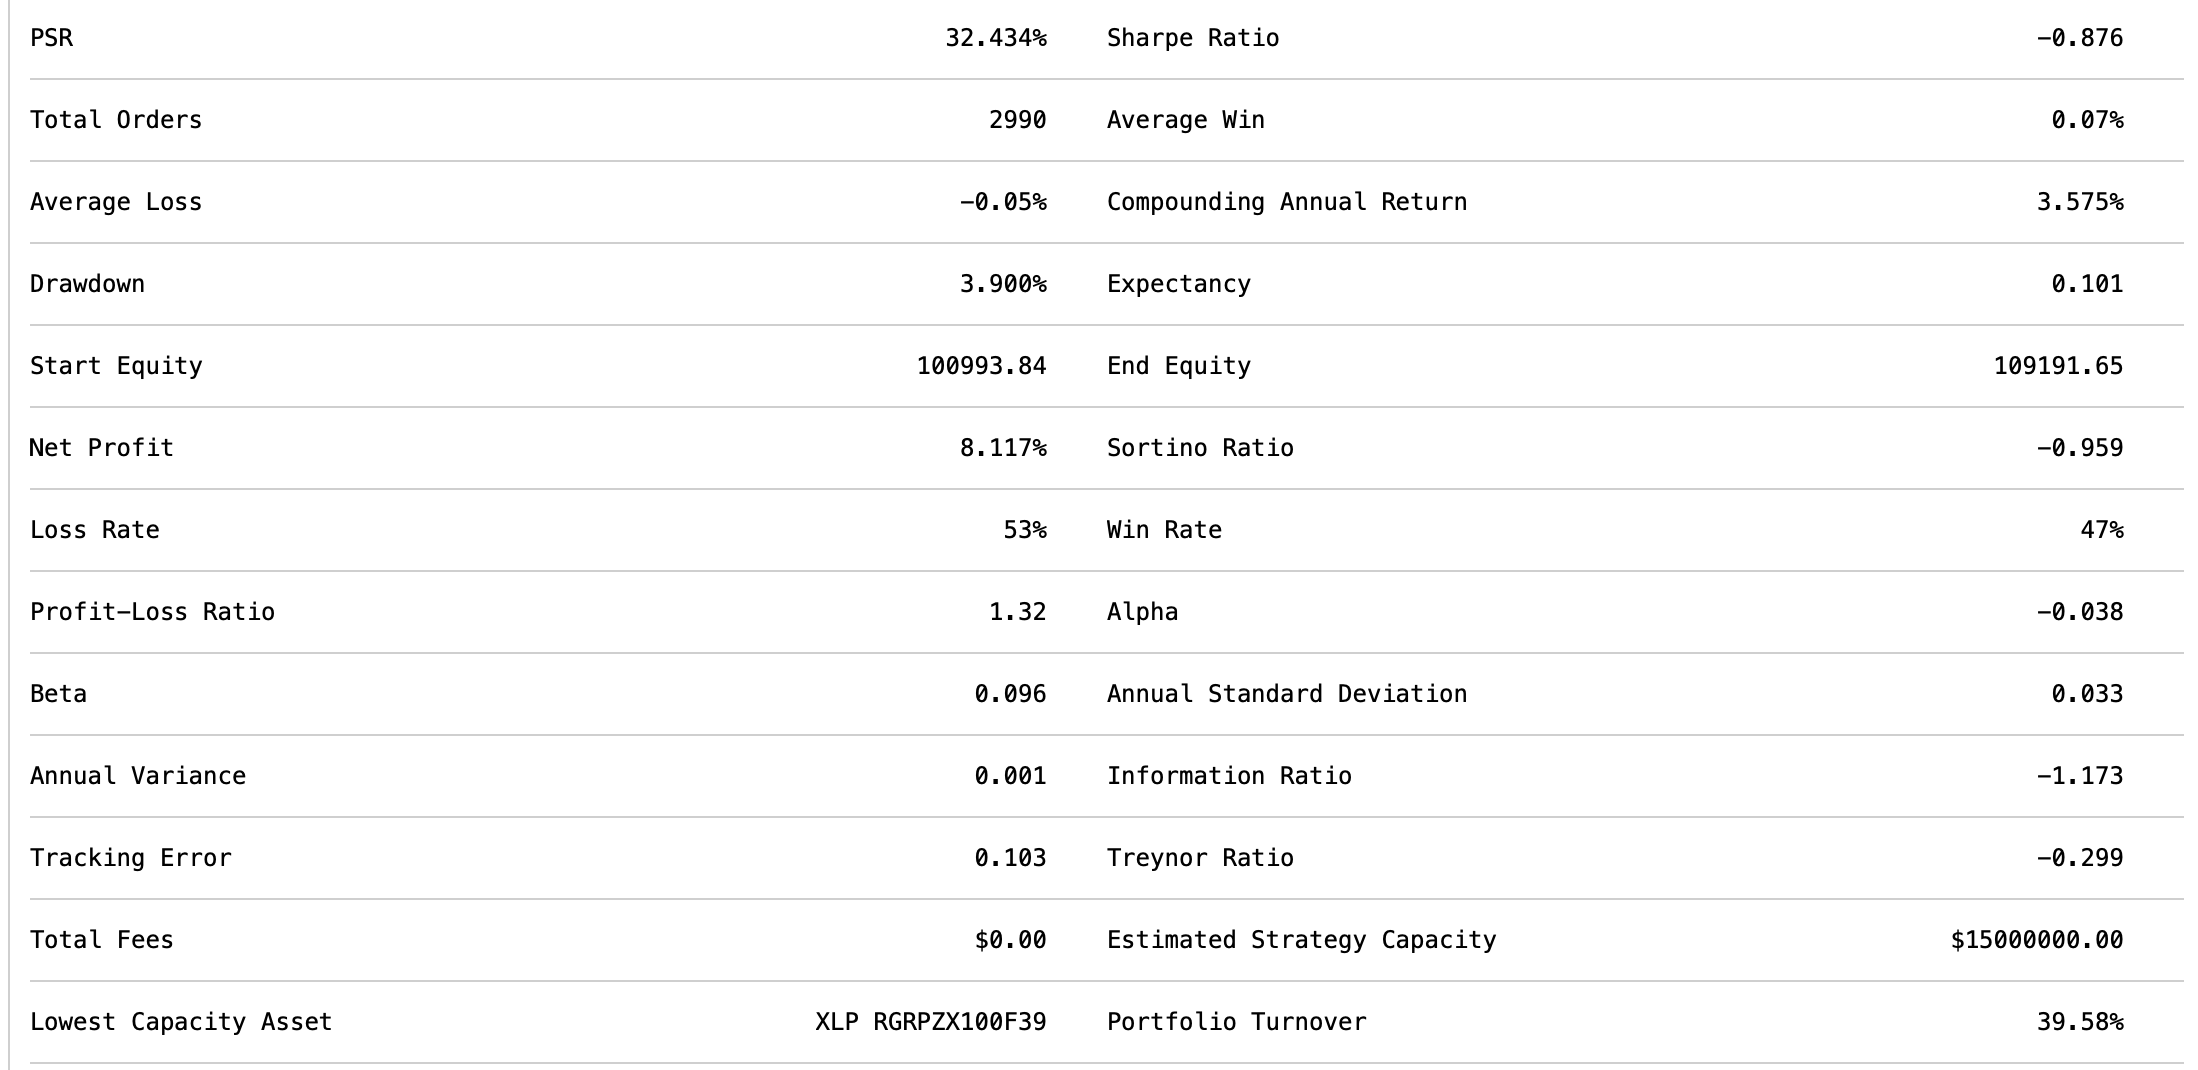 PSR 32.434% Sharpe Ratio -0.876
Total Orders 2990 Average Win 0.07%
Average Loss -0.05% Compounding Annual Return 3.575%
Drawdown 3.900% Expectancy 0.101
Start Equity 100993.84 End Equity 109191.65
Net Profit 8.117% Sortino Ratio -0.959
Loss Rate 53% Win Rate 47%
Profit-Loss Ratio 1.32 Alpha -0.038
Beta 0.096 Annual Standard Deviation 0.033
Annual Variance 0.001 Information Ratio -1.173
Tracking Error 0.103 Treynor Ratio -0.299
Total Fees $0.00 Estimated Strategy Capacity $15000000.00
Lowest Capacity Asset XLP RGRPZX100F39 Portfolio Turnover 39.58%